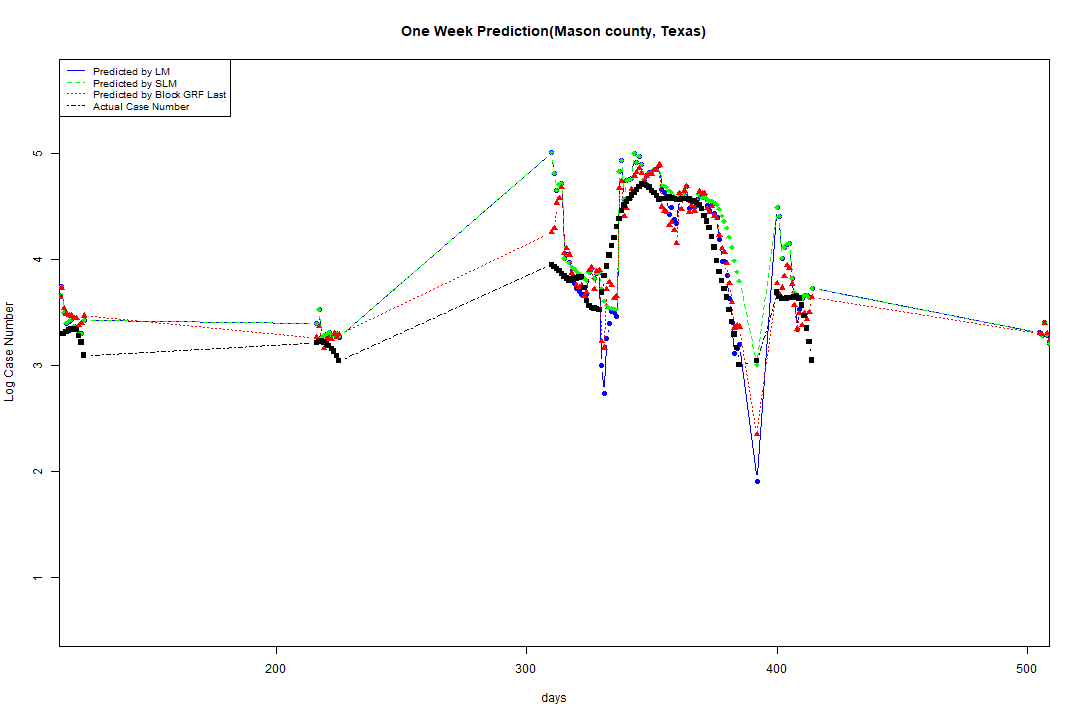 One Week Prediction(Mason county, Texas)
Predicted by LM
Predicted by SLM
Predicted by Block GRF Last
Actual Case Number
5
4
3
2
1
Log Case Number
200 300 400 500
days